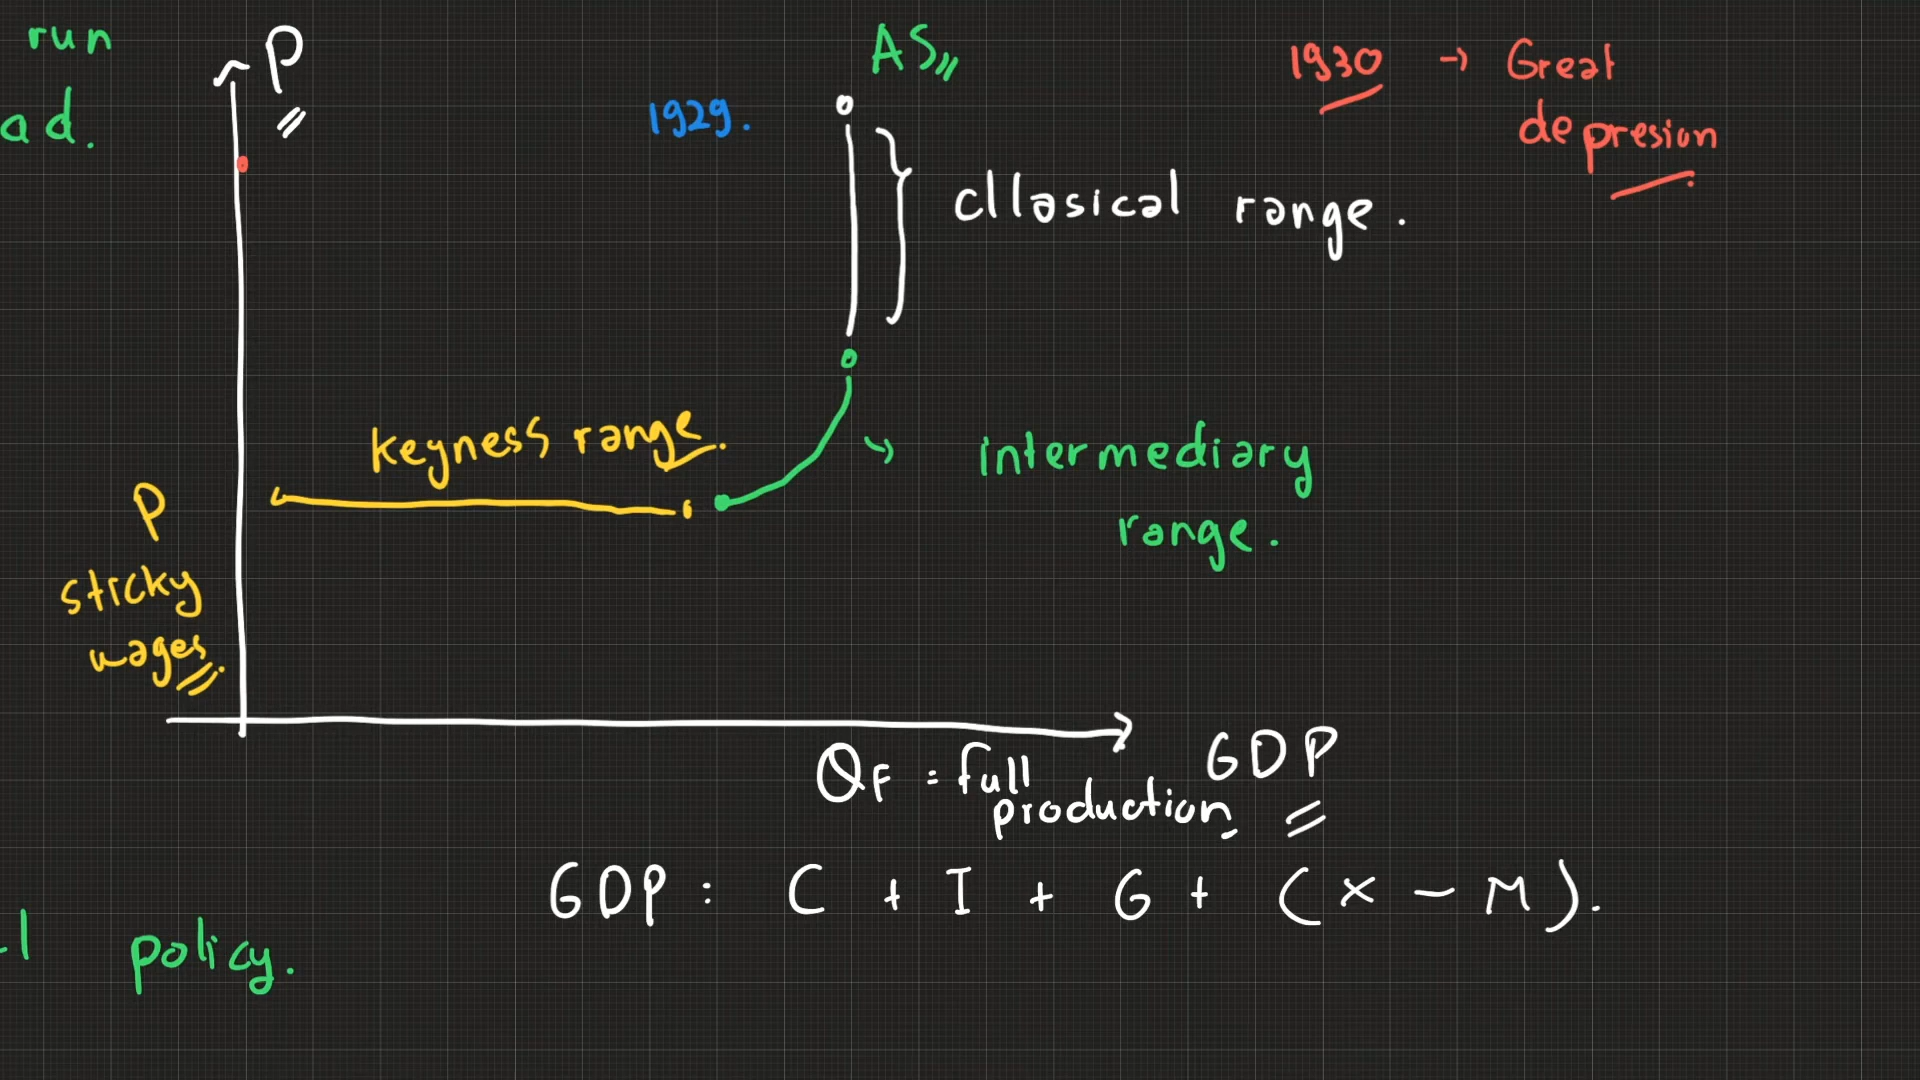 run
P
AS
1930 → Great
depresion
ad.
1929.
cllasical range.
keyness range.
intermediary
range.
P
sticky
wages.
GDP
QF = full
production.
GDP : C + I + G + (X - M).
policy.